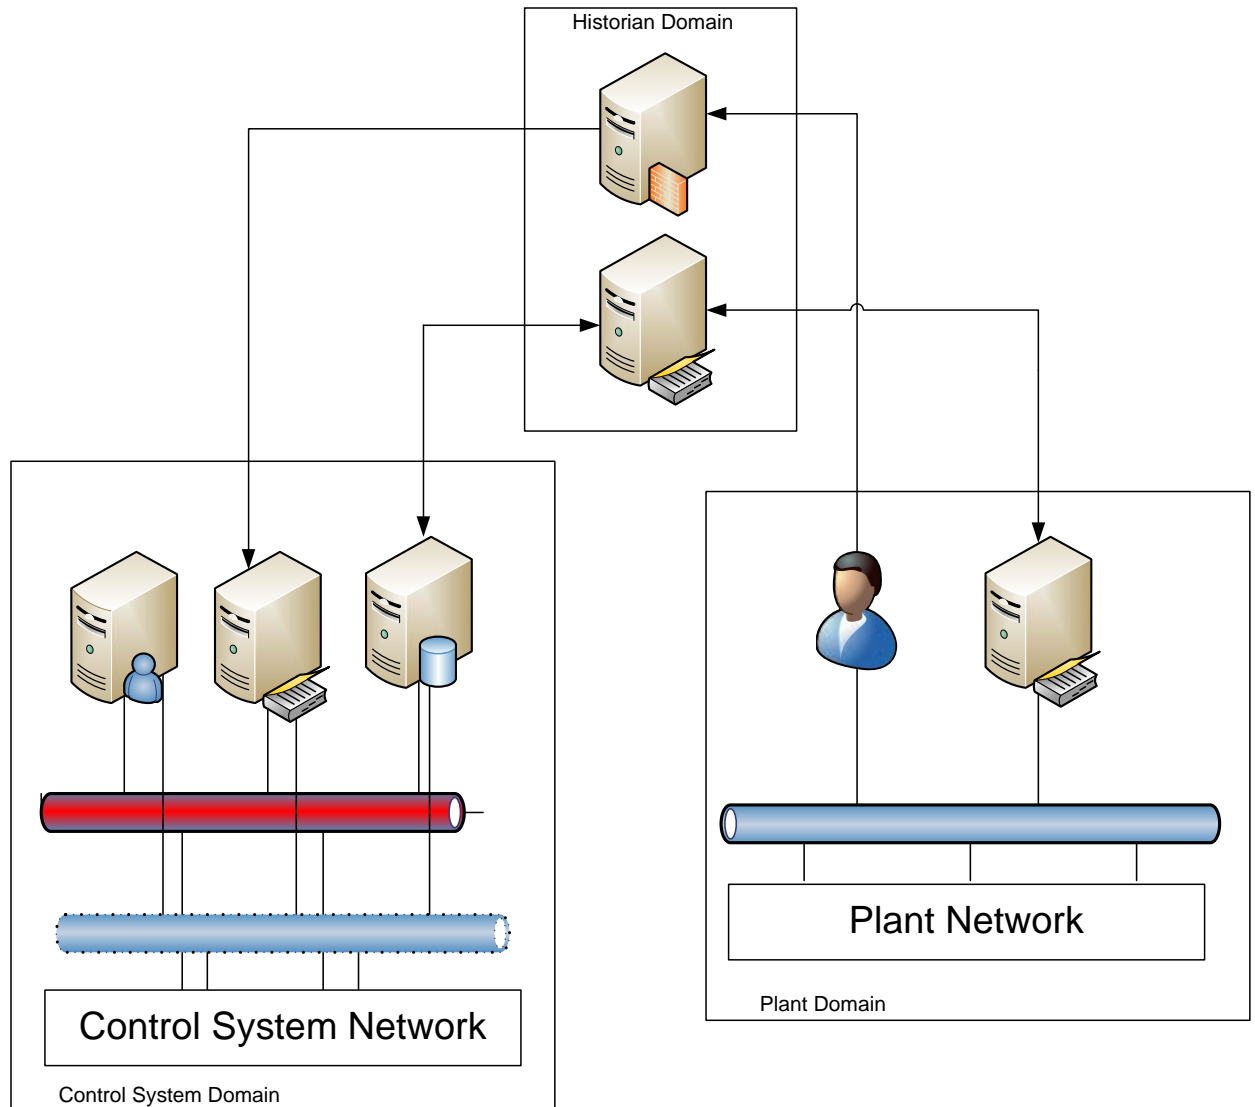 Historian Domain
Plant Network
Plant Domain
Control System Network
Control System Domain